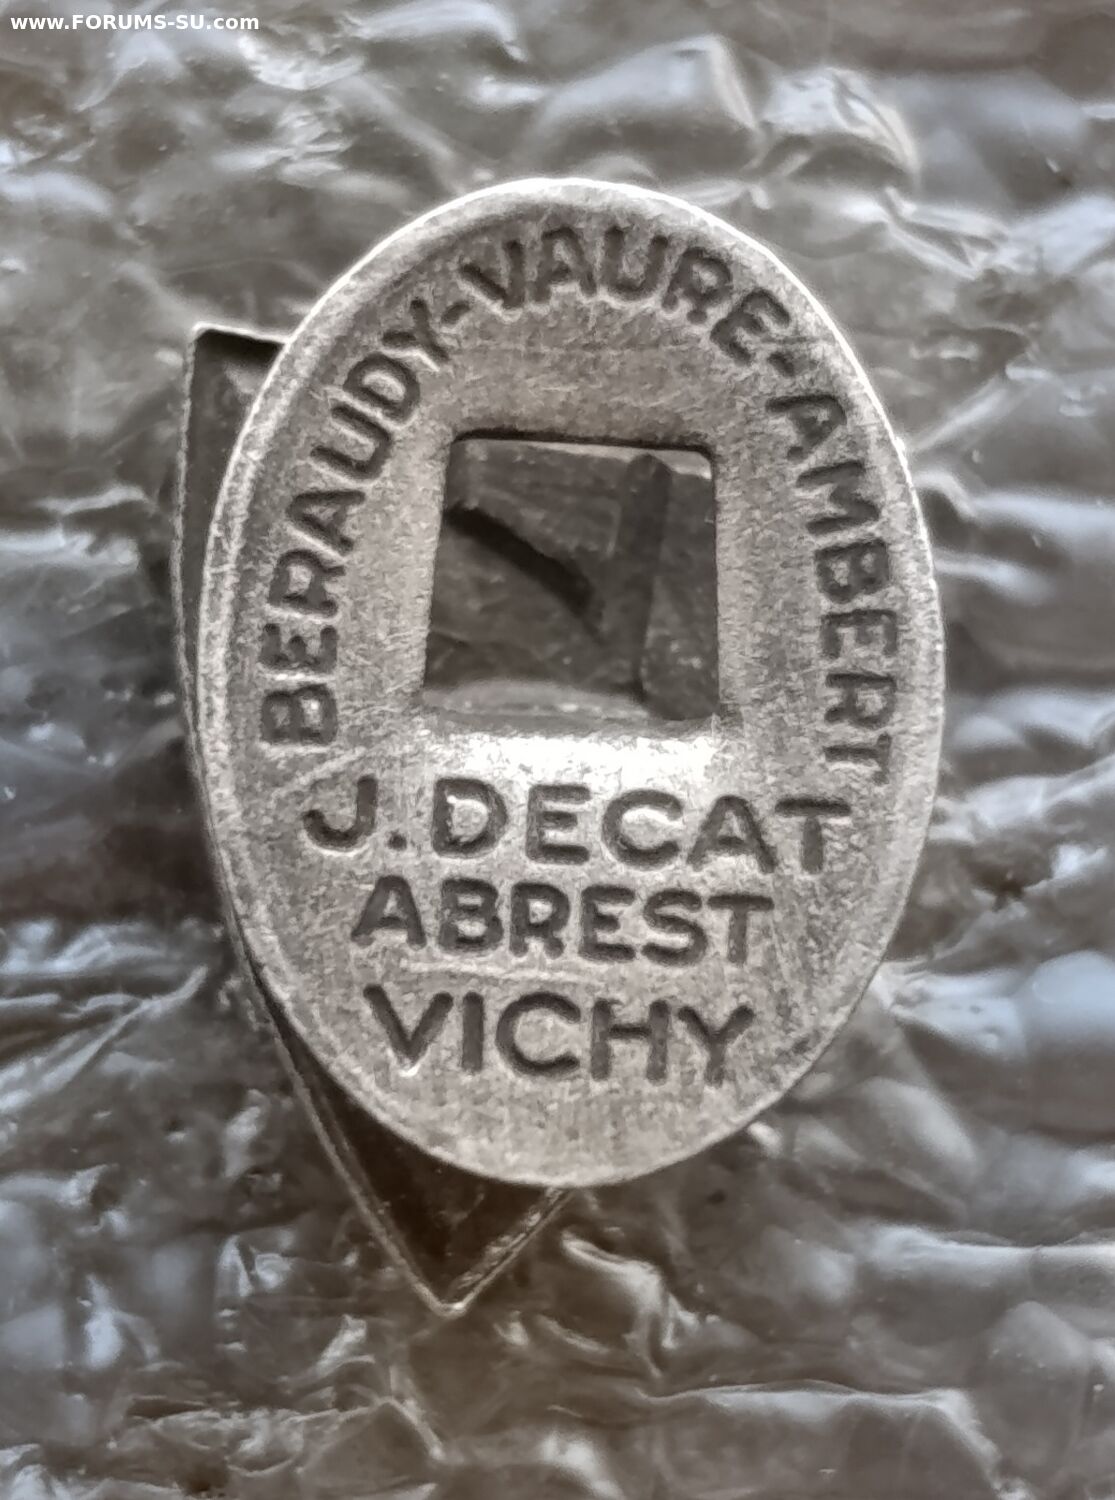 www.FORUMS-SU.com
BERAUDY-VAURE-AMBERT
J. DECAT
ABREST
VICHY